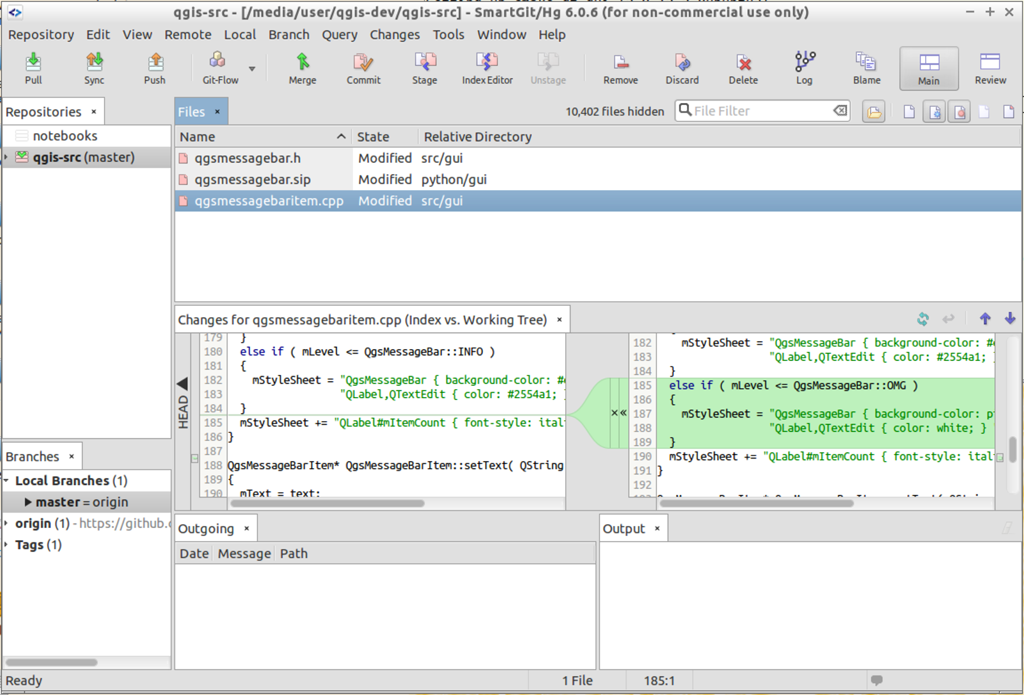 qgis-src - [/media/user/qgis-dev/qgis-src] - SmartGit/Hg 6.0.6 (for non-commercial use only)
Repository Edit View Remote Local Branch Query Changes Tools Window Help
Pull Sync Push Git-Flow Merge Commit Stage Index Editor Unstage Remove Discard Delete Log Blame Main Review
Repositories
notebooks
qgis-src (master)
Files 10,402 files hidden File Filter
Name State Relative Directory
qgsmessagebar.h Modified src/gui
qgsmessagebar.sip Modified python/gui
qgsmessagebaritem.cpp Modified src/gui
Changes for qgsmessagebaritem.cpp (Index vs. Working Tree)
HEAD
179 }
180 else if ( mLevel <= QgsMessageBar::INFO )
181 {
182 mStyleSheet = "QgsMessageBar { background-color: #
183 "QLabel,QTextEdit { color: #2554a1;
184 }
185 mStyleSheet += "QLabel#mItemCount { font-style: ital
186 }
187
188 QgsMessageBarItem* QgsMessageBarItem::setText( QString
189 {
190 mText = text;
182 mStyleSheet = "QgsMessageBar { background-color: #
183 "QLabel,QTextEdit { color: #2554a1; }
184 }
185 else if ( mLevel <= QgsMessageBar::OMG )
186 {
187 mStyleSheet = "QgsMessageBar { background-color: p
188 "QLabel,QTextEdit { color: white; }
189 }
190 mStyleSheet += "QLabel#mItemCount { font-style: ital
191 }
192
Branches
Local Branches (1)
master = origin
origin (1) - https://github.
Tags (1)
Outgoing
Date Message Path
Output
Ready 1 File 185:1